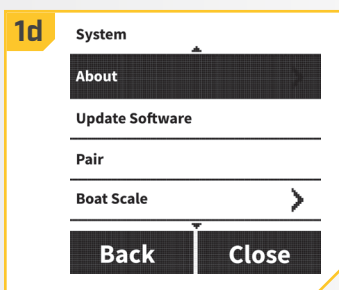 1d
System
About
Update Software
Pair
Boat Scale
Back Close